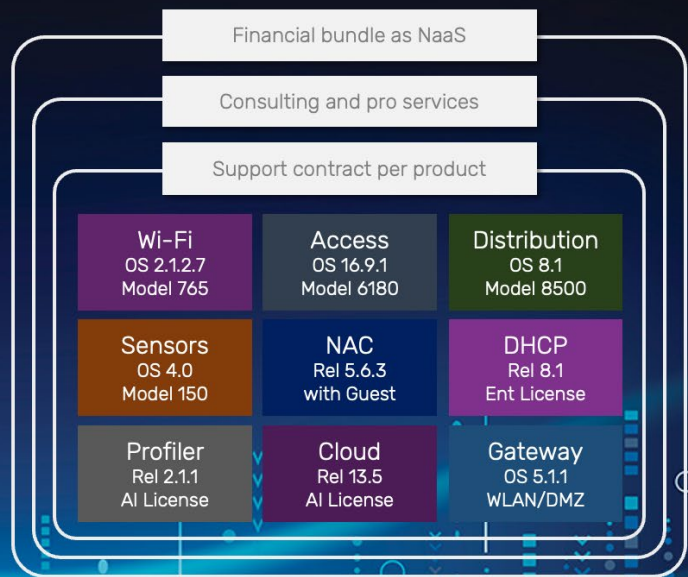 Financial bundle as NaaS
Consulting and pro services
Support contract per product
Wi-Fi
OS 2.1.2.7
Model 765
Access
OS 16.9.1
Model 6180
Distribution
OS 8.1
Model 8500
Sensors
OS 4.0
Model 150
NAC
Rel 5.6.3
with Guest
DHCP
Rel 8.1
Ent License
Profiler
Rel 2.1.1
AI License
Cloud
Rel 13.5
AI License
Gateway
OS 5.1.1
WLAN/DMZ